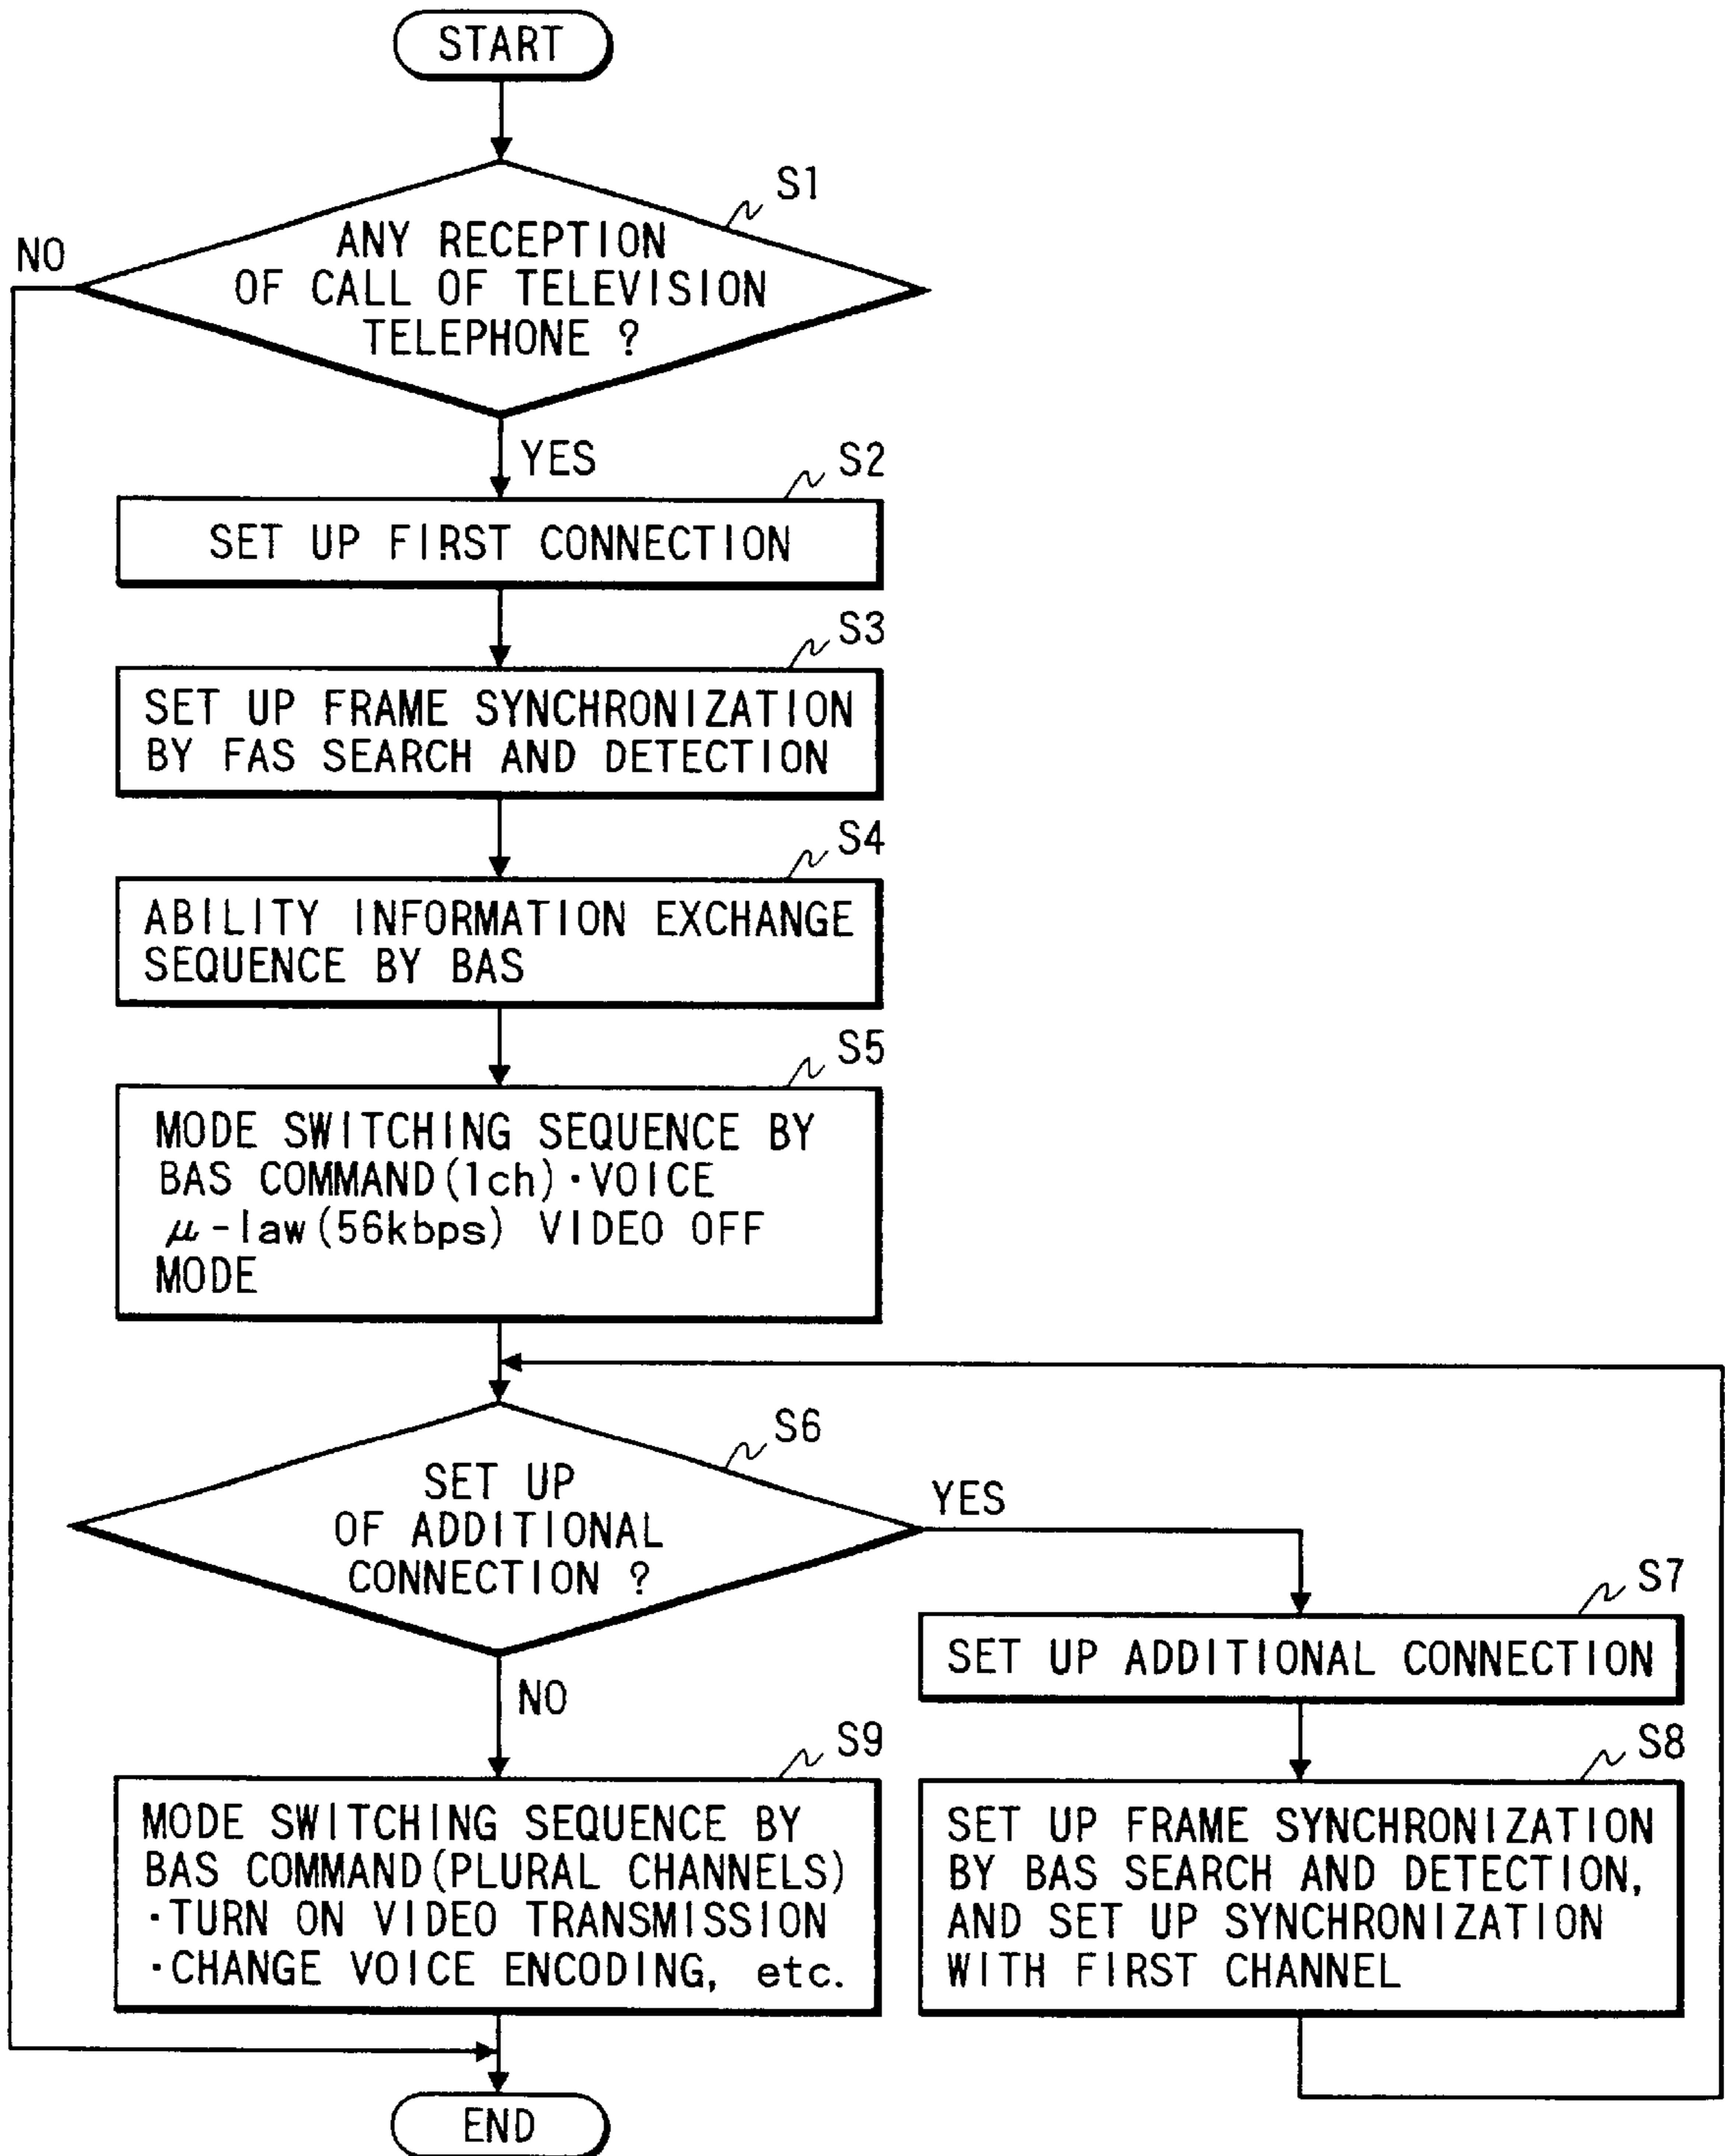 START
S1
ANY RECEPTION
OF CALL OF TELEVISION
TELEPHONE ?
NO
YES
S2
SET UP FIRST CONNECTION
S3
SET UP FRAME SYNCHRONIZATION
BY FAS SEARCH AND DETECTION
S4
ABILITY INFORMATION EXCHANGE
SEQUENCE BY BAS
S5
MODE SWITCHING SEQUENCE BY
BAS COMMAND(1ch)·VOICE
μ-law(56kbps) VIDEO OFF
MODE
S6
SET UP
OF ADDITIONAL
CONNECTION ?
YES
S7
SET UP ADDITIONAL CONNECTION
NO
S9
MODE SWITCHING SEQUENCE BY
BAS COMMAND(PLURAL CHANNELS)
·TURN ON VIDEO TRANSMISSION
·CHANGE VOICE ENCODING, etc.
S8
SET UP FRAME SYNCHRONIZATION
BY BAS SEARCH AND DETECTION,
AND SET UP SYNCHRONIZATION
WITH FIRST CHANNEL
END